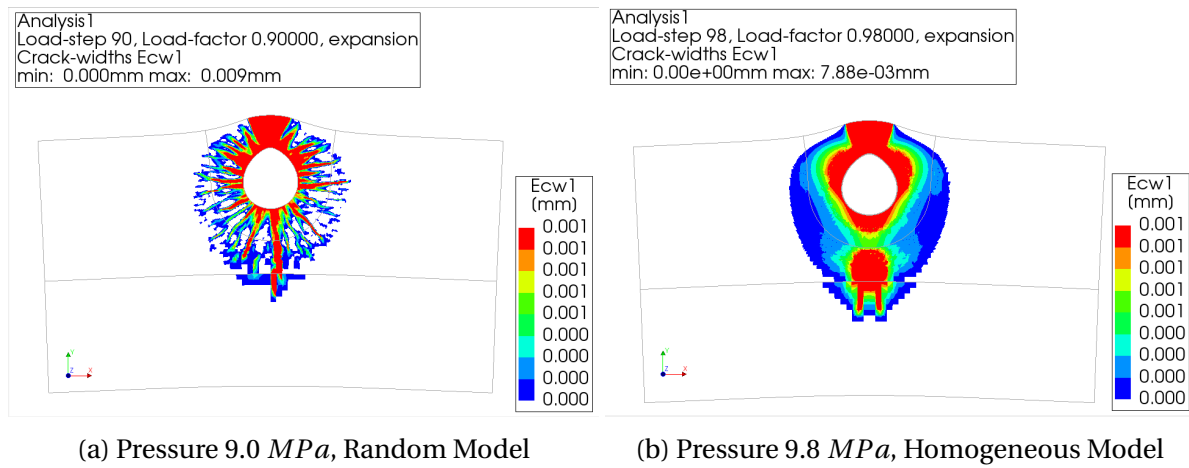 Analysis1
Load-step 90, Load-factor 0.90000, expansion
Crack-widths Ecw1
min: 0.000mm max: 0.009mm
Ecw1
(mm)
0.001
0.001
0.001
0.001
0.000
0.000
0.000
0.000
Y
Z X
Analysis1
Load-step 98, Load-factor 0.98000, expansion
Crack-widths Ecw1
min: 0.00e+00mm max: 7.88e-03mm
Ecw1
(mm)
0.001
0.001
0.001
0.001
0.000
0.000
0.000
0.000
Y
Z X
(a) Pressure 9.0 MPa, Random Model
(b) Pressure 9.8 MPa, Homogeneous Model